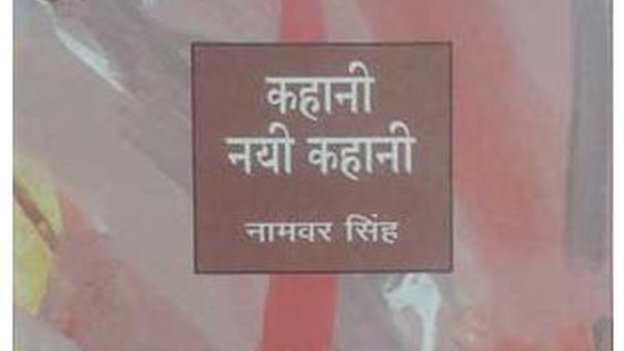 कहानी
नयी कहानी
नामवर सिंह